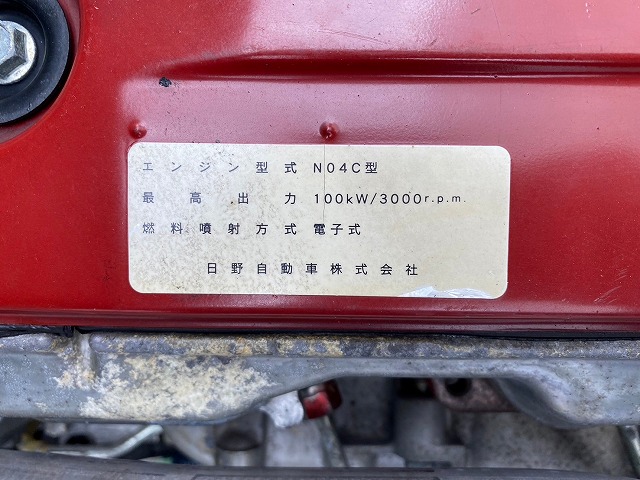 エンジン型式 N04C型
最高出力 100kW/3000r.p.m.
燃料噴射方式 電子式
日野自動車株式会社